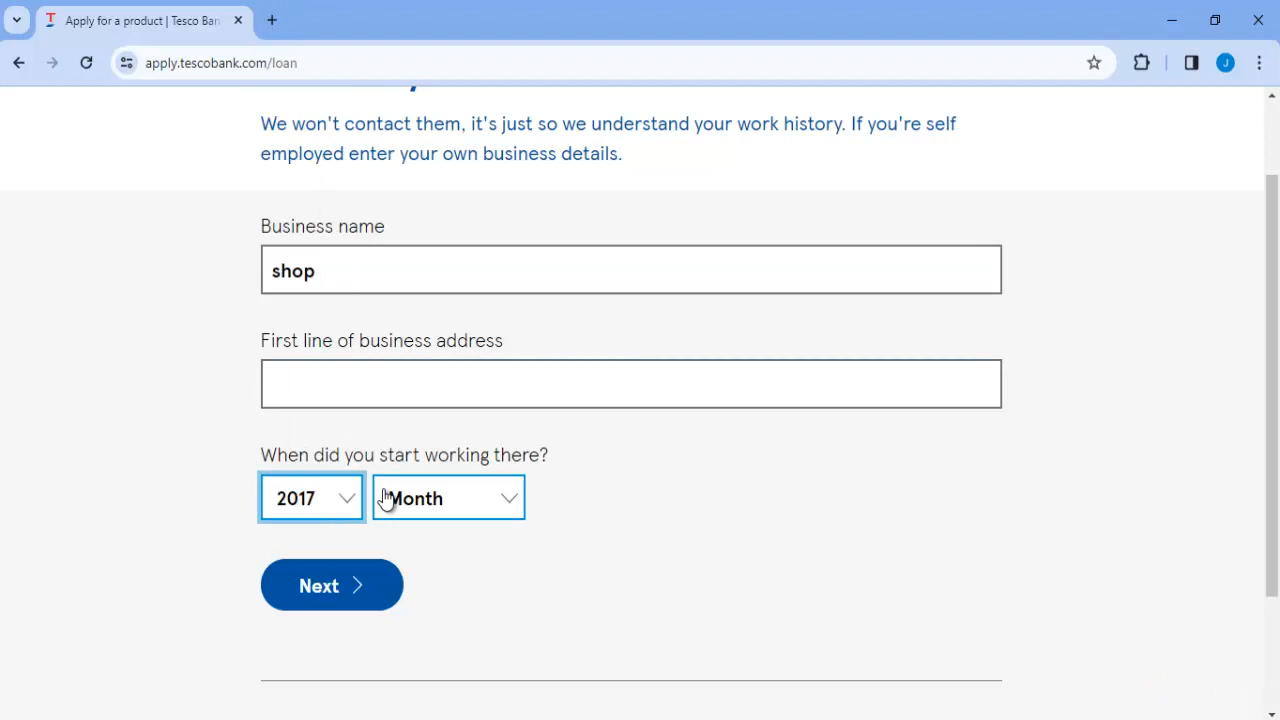 Apply for a product | Tesco Ban
apply.tescobank.com/loan
J
We won't contact them, it's just so we understand your work history. If you're self
employed enter your own business details.
Business name
shop
First line of business address
When did you start working there?
2017 Month
Next